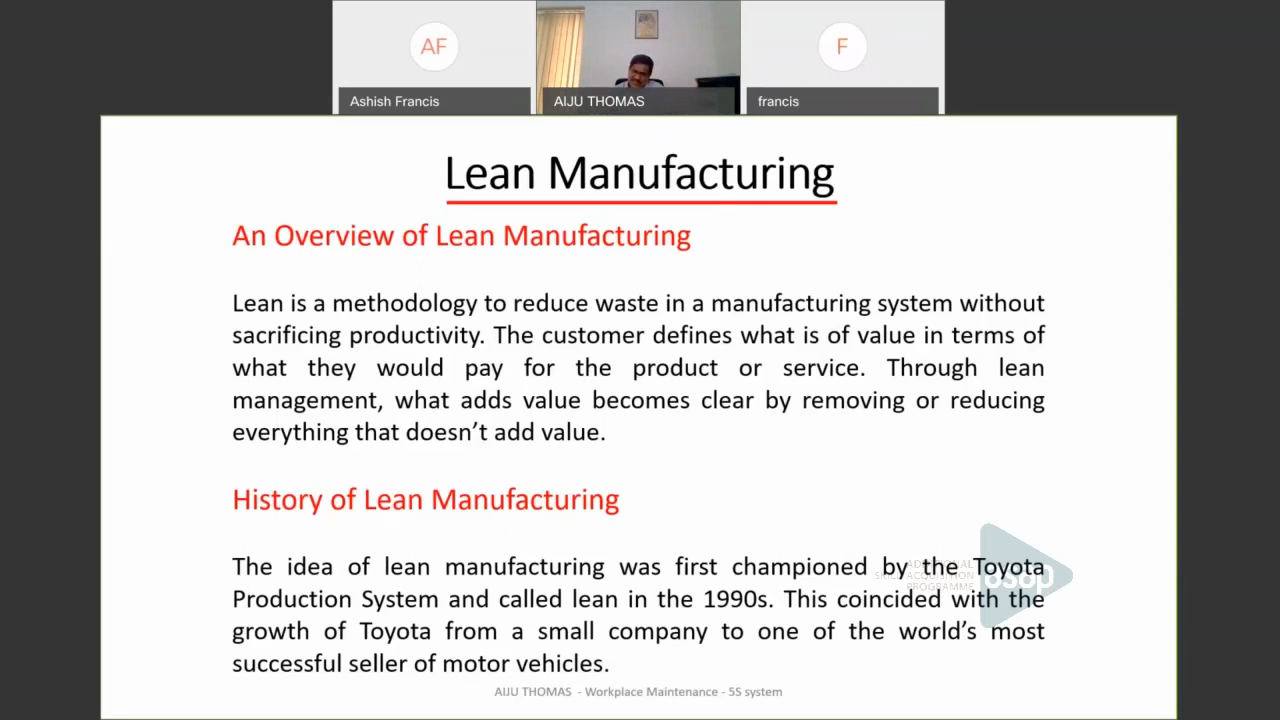 AF
F
Ashish Francis
AIJU THOMAS
francis
Lean Manufacturing
An Overview of Lean Manufacturing
Lean is a methodology to reduce waste in a manufacturing system without
sacrificing productivity. The customer defines what is of value in terms of
what they would pay for the product or service. Through lean
management, what adds value becomes clear by removing or reducing
everything that doesn’t add value.
History of Lean Manufacturing
The idea of lean manufacturing was first championed by the Toyota
Production System and called lean in the 1990s. This coincided with the
growth of Toyota from a small company to one of the world’s most
successful seller of motor vehicles.
ADDITIONAL
SKILL ACQUISITION
PROGRAMME
asap
AIJU THOMAS - Workplace Maintenance - 5S system